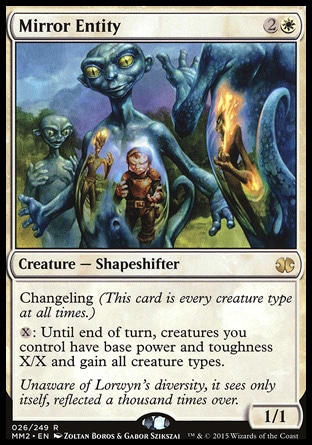 Mirror Entity 2
Creature — Shapeshifter
Changeling (This card is every creature type
at all times.)
X: Until end of turn, creatures you
control have base power and toughness
X/X and gain all creature types.
Unaware of Lorwyn's diversity, it sees only
itself, reflected a thousand times over.
1/1
026/249 R
MM2 • EN ZOLTAN BOROS & GABOR SZIKSZAI ™ & © 2015 Wizards of the Coast